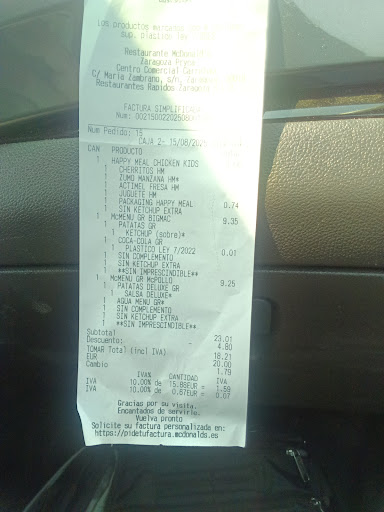 Los productos marcados
sup. plastico ley
Restaurante McDonald's
Zaragoza Pryca
Centro Comercial
C/ Maria Zambrano, s/n,
Restaurantes Rapidos
FACTURA SIMPLIFICADA
Num:
Num Pedido: 15
CAJA 2- 15/08/
CAN PRODUCTO
1 HAPPY MEAL CHICKEN KIDS
1 CHERRITOS HM
1 ZUMO MANZANA HM*
1 ACTIMEL FRESA HM
1 JUGUETE HM
1 PACKAGING HAPPY MEAL 0.74
1 SIN KETCHUP EXTRA
1 McMENU GR BIGMAC 9.35
1 PATATAS GR
1 KETCHUP (sobre)*
1 COCA-COLA GR
1 PLASTICO LEY 7/2022 0.01
1 SIN COMPLEMENTO
1 SIN KETCHUP EXTRA
1 **SIN IMPRESCINDIBLE**
1 McMENU GR McPOLLO 9.25
1 PATATAS DELUXE GR
1 SALSA DELUXE*
1 AQUA MENU GR*
1 SIN COMPLEMENTO
1 SIN KETCHUP EXTRA
1 **SIN IMPRESCINDIBLE**
Subtotal 23.01
Descuento: - 4.80
TOMAR Total (incl IVA) 18.21
EUR 20.00
Cambio 1.79
IVA% CANTIDAD IVA
IVA 10.00% de 15.88EUR = 1.59
IVA 10.00% de 0.67EUR = 0.07
Gracias por su visita.
Encantados de servirle.
Vuelva pronto
Solicite su factura personalizada en:
https://pidetufactura.mcdonalds.es